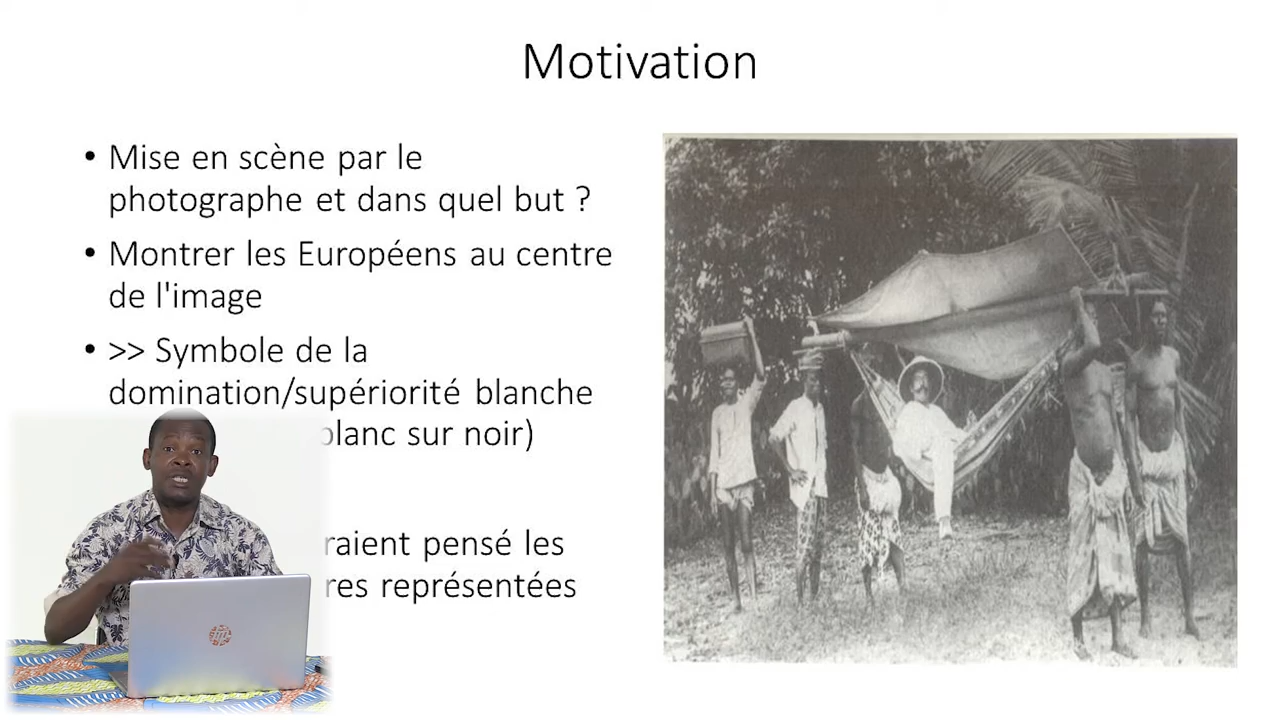 Motivation
• Mise en scène par le
photographe et dans quel but ?
• Montrer les Européens au centre
de l'image
• >> Symbole de la
domination/supériorité blanche
blanc sur noir)
raient pensé les
res représentées
hp